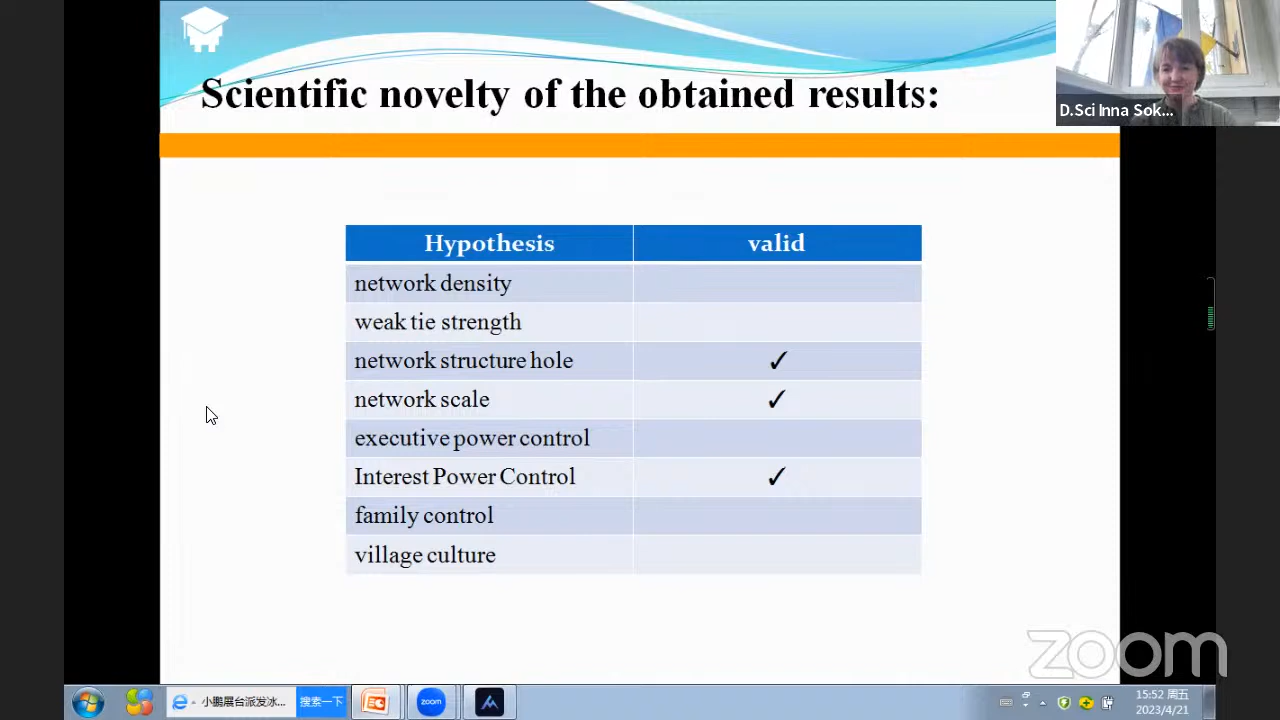 Scientific novelty of the obtained results:
D.Sci Inna Sok...
Hypothesis valid
network density
weak tie strength
network structure hole ✓
network scale ✓
executive power control
Interest Power Control ✓
family control
village culture
zoom
小鹏展台派发冰... 搜索一下 zoom 15:52 周五
2023/4/21